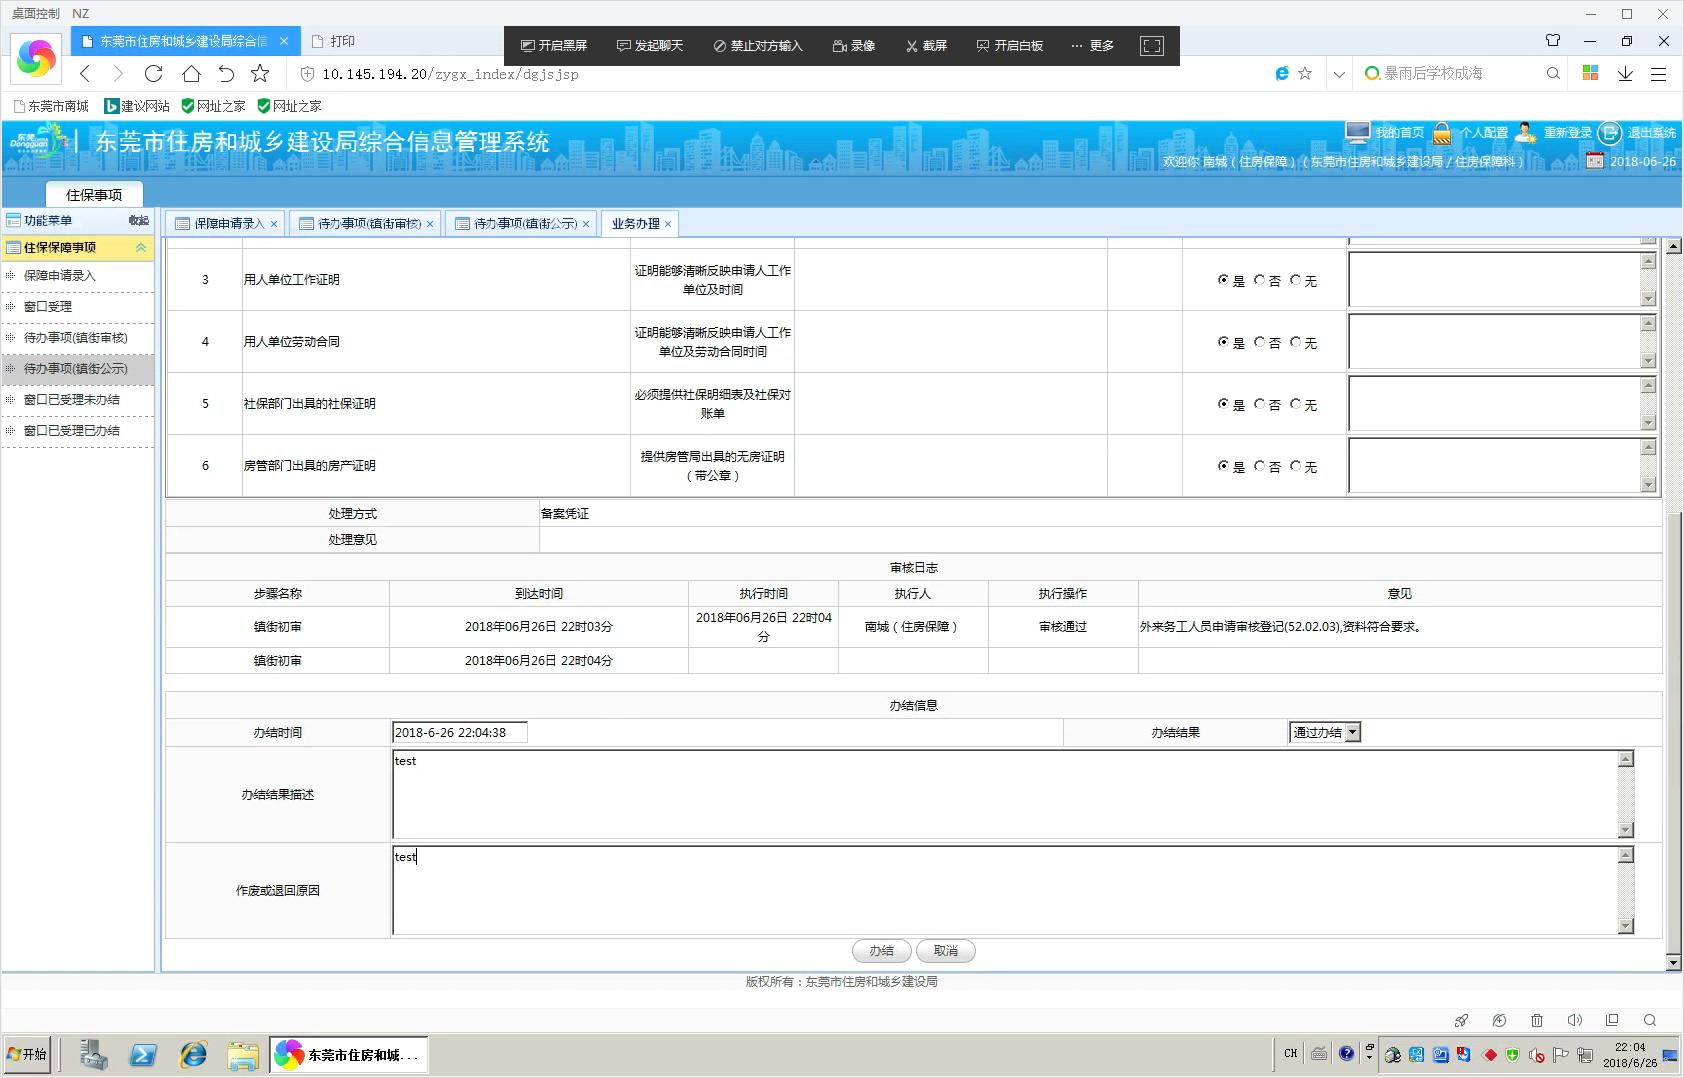 桌面控制 NZ
东莞市住房和城乡建设局综合信
打印
开启黑屏 发起聊天 禁止对方输入 录像 截屏 开启白板 更多
10.145.194.20/zygx_index/dgjsjsp
暴雨后学校成海
东莞市南城 建议网站 网址之家 网址之家
东莞市住房和城乡建设局综合信息管理系统
我的首页 个人配置 重新登录 退出系统
欢迎你 南城（住房保障）（东莞市住房和城乡建设局 / 住房保障科） 2018-06-26
住保事项
功能菜单 收起
保障申请录入 待办事项(镇街审核) 待办事项(镇街公示) 业务办理
住保保障事项
保障申请录入
窗口受理
待办事项(镇街审核)
待办事项(镇街公示)
窗口已受理未办结
窗口已受理已办结
3 用人单位工作证明 证明能够清晰反映申请人工作
单位及时间 是 否 无
4 用人单位劳动合同 证明能够清晰反映申请人工作
单位及劳动合同时间 是 否 无
5 社保部门出具的社保证明 必须提供社保明细表及社保对
账单 是 否 无
6 房管部门出具的房产证明 提供房管局出具的无房证明
（带公章） 是 否 无
处理方式 备案凭证
处理意见
审核日志
步骤名称 到达时间 执行时间 执行人 执行操作 意见
镇街初审 2018年06月26日 22时03分 2018年06月26日 22时04
分 南城（住房保障） 审核通过 外来务工人员申请审核登记(52.02.03),资料符合要求。
镇街初审 2018年06月26日 22时04分
办结信息
办结时间 2018-6-26 22:04:38 办结结果 通过办结
办结结果描述 test
作废或退回原因 test
办结 取消
版权所有：东莞市住房和城乡建设局
开始 东莞市住房和城... CH 22:04
2018/6/26